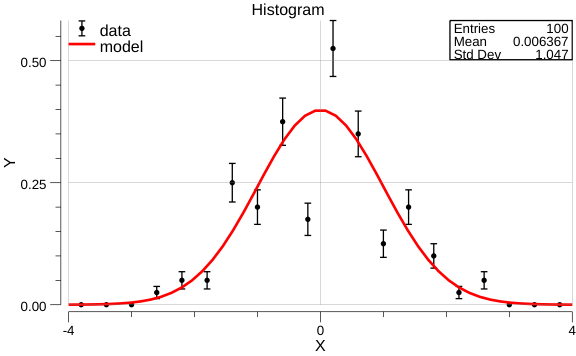 Histogram
data
model
Entries 100
Mean 0.006367
Std Dev 1.047
Y
0.50
0.25
0.00
-4 0 4
X